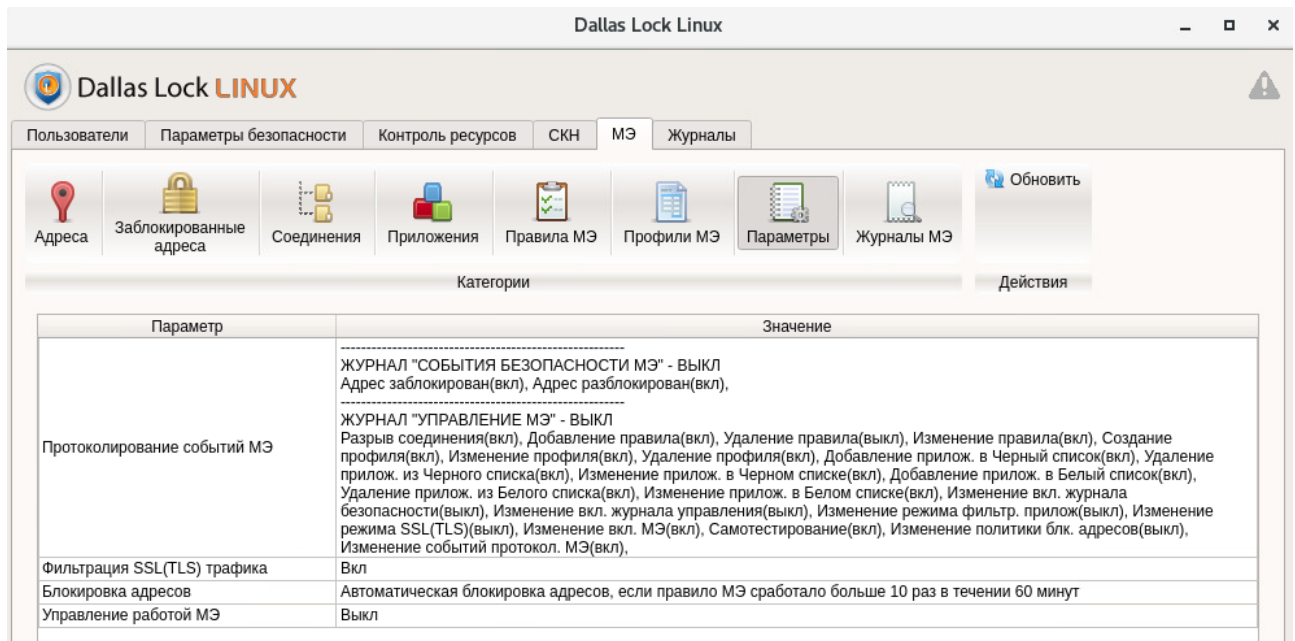 Dallas Lock Linux
Dallas Lock LINUX
Пользователи
Параметры безопасности
Контроль ресурсов
СКН
МЭ
Журналы
Адреса
Заблокированные
адреса
Соединения
Приложения
Правила МЭ
Профили МЭ
Параметры
Журналы МЭ
Обновить
Категории
Действия
Параметр
Значение
Протоколирование событий МЭ
-------------------------------------------------------
ЖУРНАЛ "СОБЫТИЯ БЕЗОПАСНОСТИ МЭ" - ВЫКЛ
Адрес заблокирован(вкл), Адрес разблокирован(вкл),
-------------------------------------------------------
ЖУРНАЛ "УПРАВЛЕНИЕ МЭ" - ВЫКЛ
Разрыв соединения(вкл), Добавление правила(вкл), Удаление правила(выкл), Изменение правила(вкл), Создание
профиля(вкл), Изменение профиля(вкл), Удаление профиля(вкл), Добавление прилож. в Черный список(вкл), Удаление
прилож. из Черного списка(вкл), Изменение прилож. в Черном списке(вкл), Добавление прилож. в Белый список(вкл),
Удаление прилож. из Белого списка(вкл), Изменение прилож. в Белом списке(вкл), Изменение вкл. журнала
безопасности(выкл), Изменение вкл. журнала управления(выкл), Изменение режима фильтр. прилож(выкл), Изменение
режима SSL(TLS)(выкл), Изменение вкл. МЭ(вкл), Самотестирование(вкл), Изменение политики блк. адресов(выкл),
Изменение событий протокол. МЭ(вкл),
Фильтрация SSL(TLS) трафика
Вкл
Блокировка адресов
Автоматическая блокировка адресов, если правило МЭ сработало больше 10 раз в течении 60 минут
Управление работой МЭ
Выкл